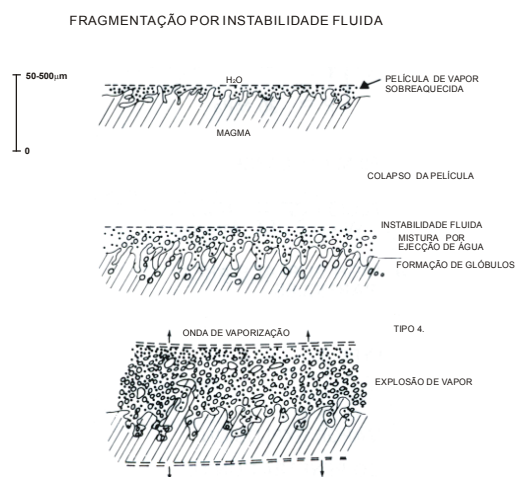 FRAGMENTAÇÃO POR INSTABILIDADE FLUIDA
50-500µm
H₂O
PELÍCULA DE VAPOR
SOBREAQUECIDA
MAGMA
0
COLAPSO DA PELÍCULA
INSTABILIDADE FLUIDA
MISTURA POR
EJECÇÃO DE ÁGUA
FORMAÇÃO DE GLÓBULOS
ONDA DE VAPORIZAÇÃO
TIPO 4.
EXPLOSÃO DE VAPOR